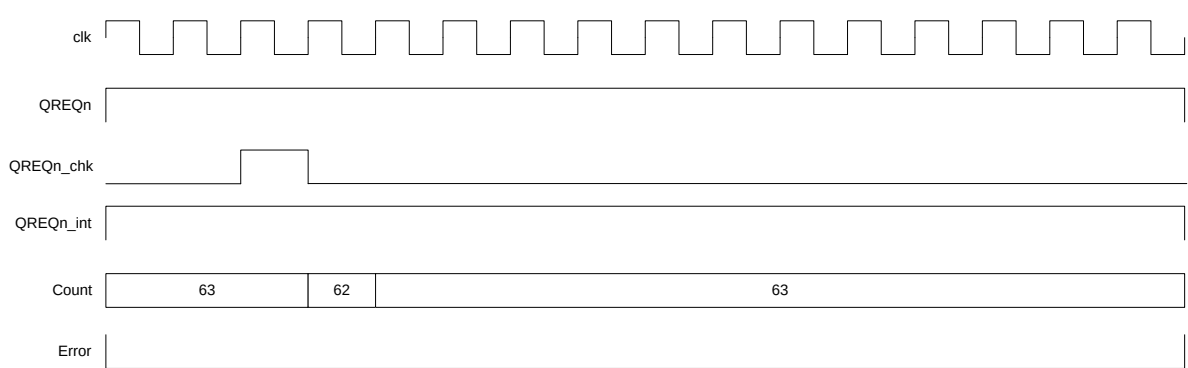 clk
QREQn
QREQn_chk
QREQn_int
Count 63 62 63
Error